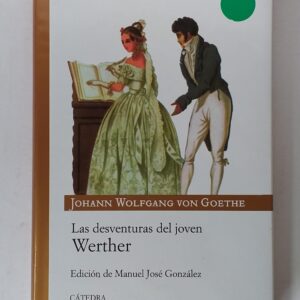 JOHANN WOLFGANG VON GOETHE
Las desventuras del joven
Werther
Edición de Manuel José González
CÁTEDRA